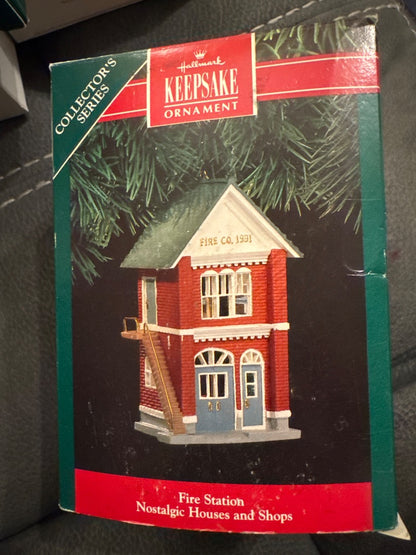 COLLECTOR'S
SERIES
Hallmark
KEEPSAKE
ORNAMENT
FIRE CO. 1991
Fire Station
Nostalgic Houses and Shops